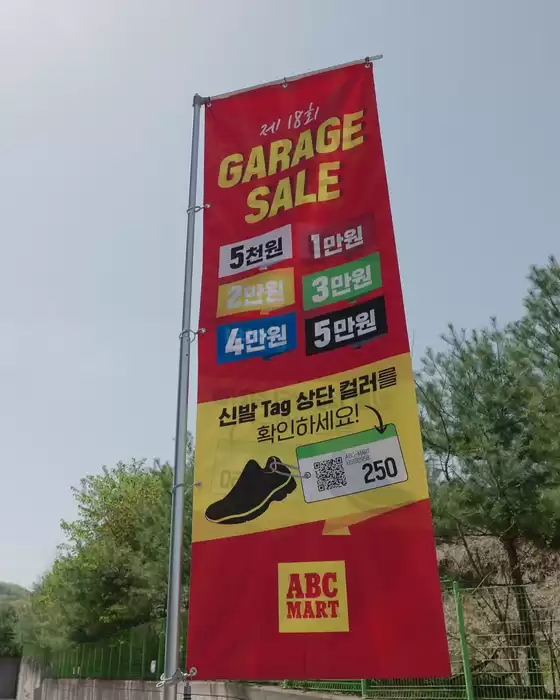 제 18회
GARAGE
SALE
5천원 1만원
2만원 3만원
4만원 5만원
신발 Tag 상단 컬러를
확인하세요!
ABC-MART
250
ABC
MART